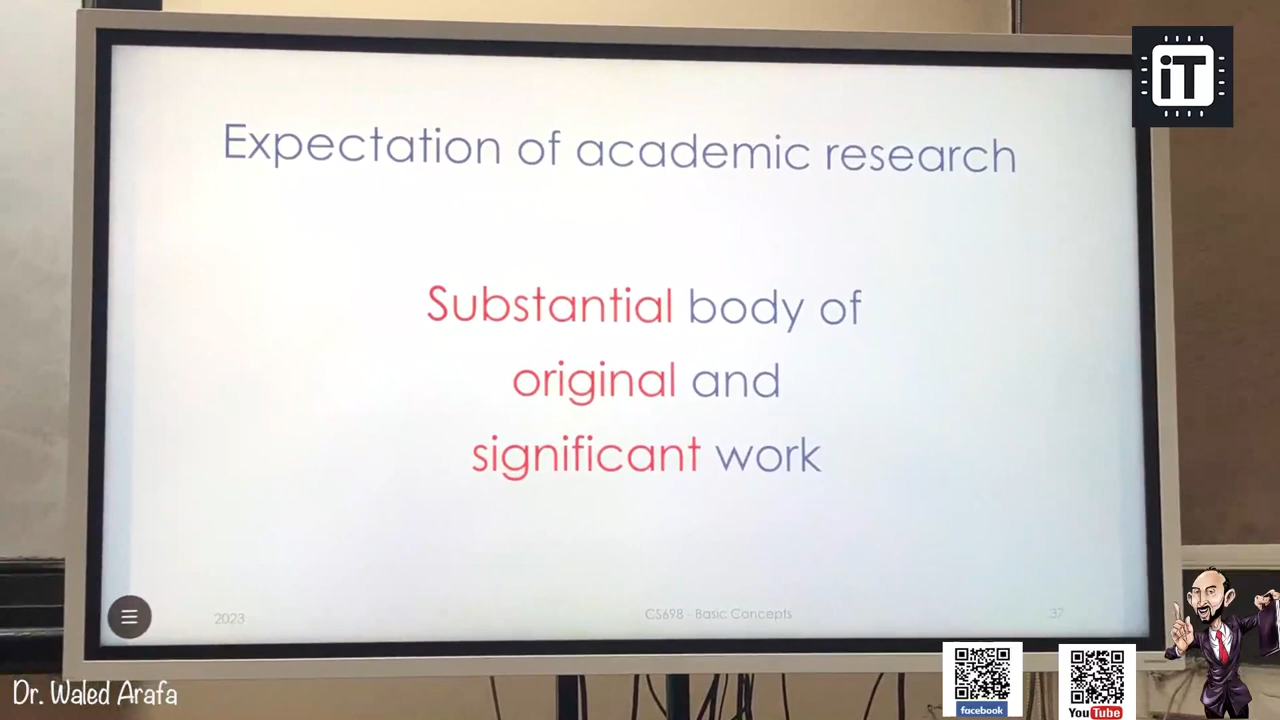 iT
Expectation of academic research
Substantial body of
original and
significant work
2023
CS698 - Basic Concepts
37
Dr. Waled Arafa
facebook
YouTube